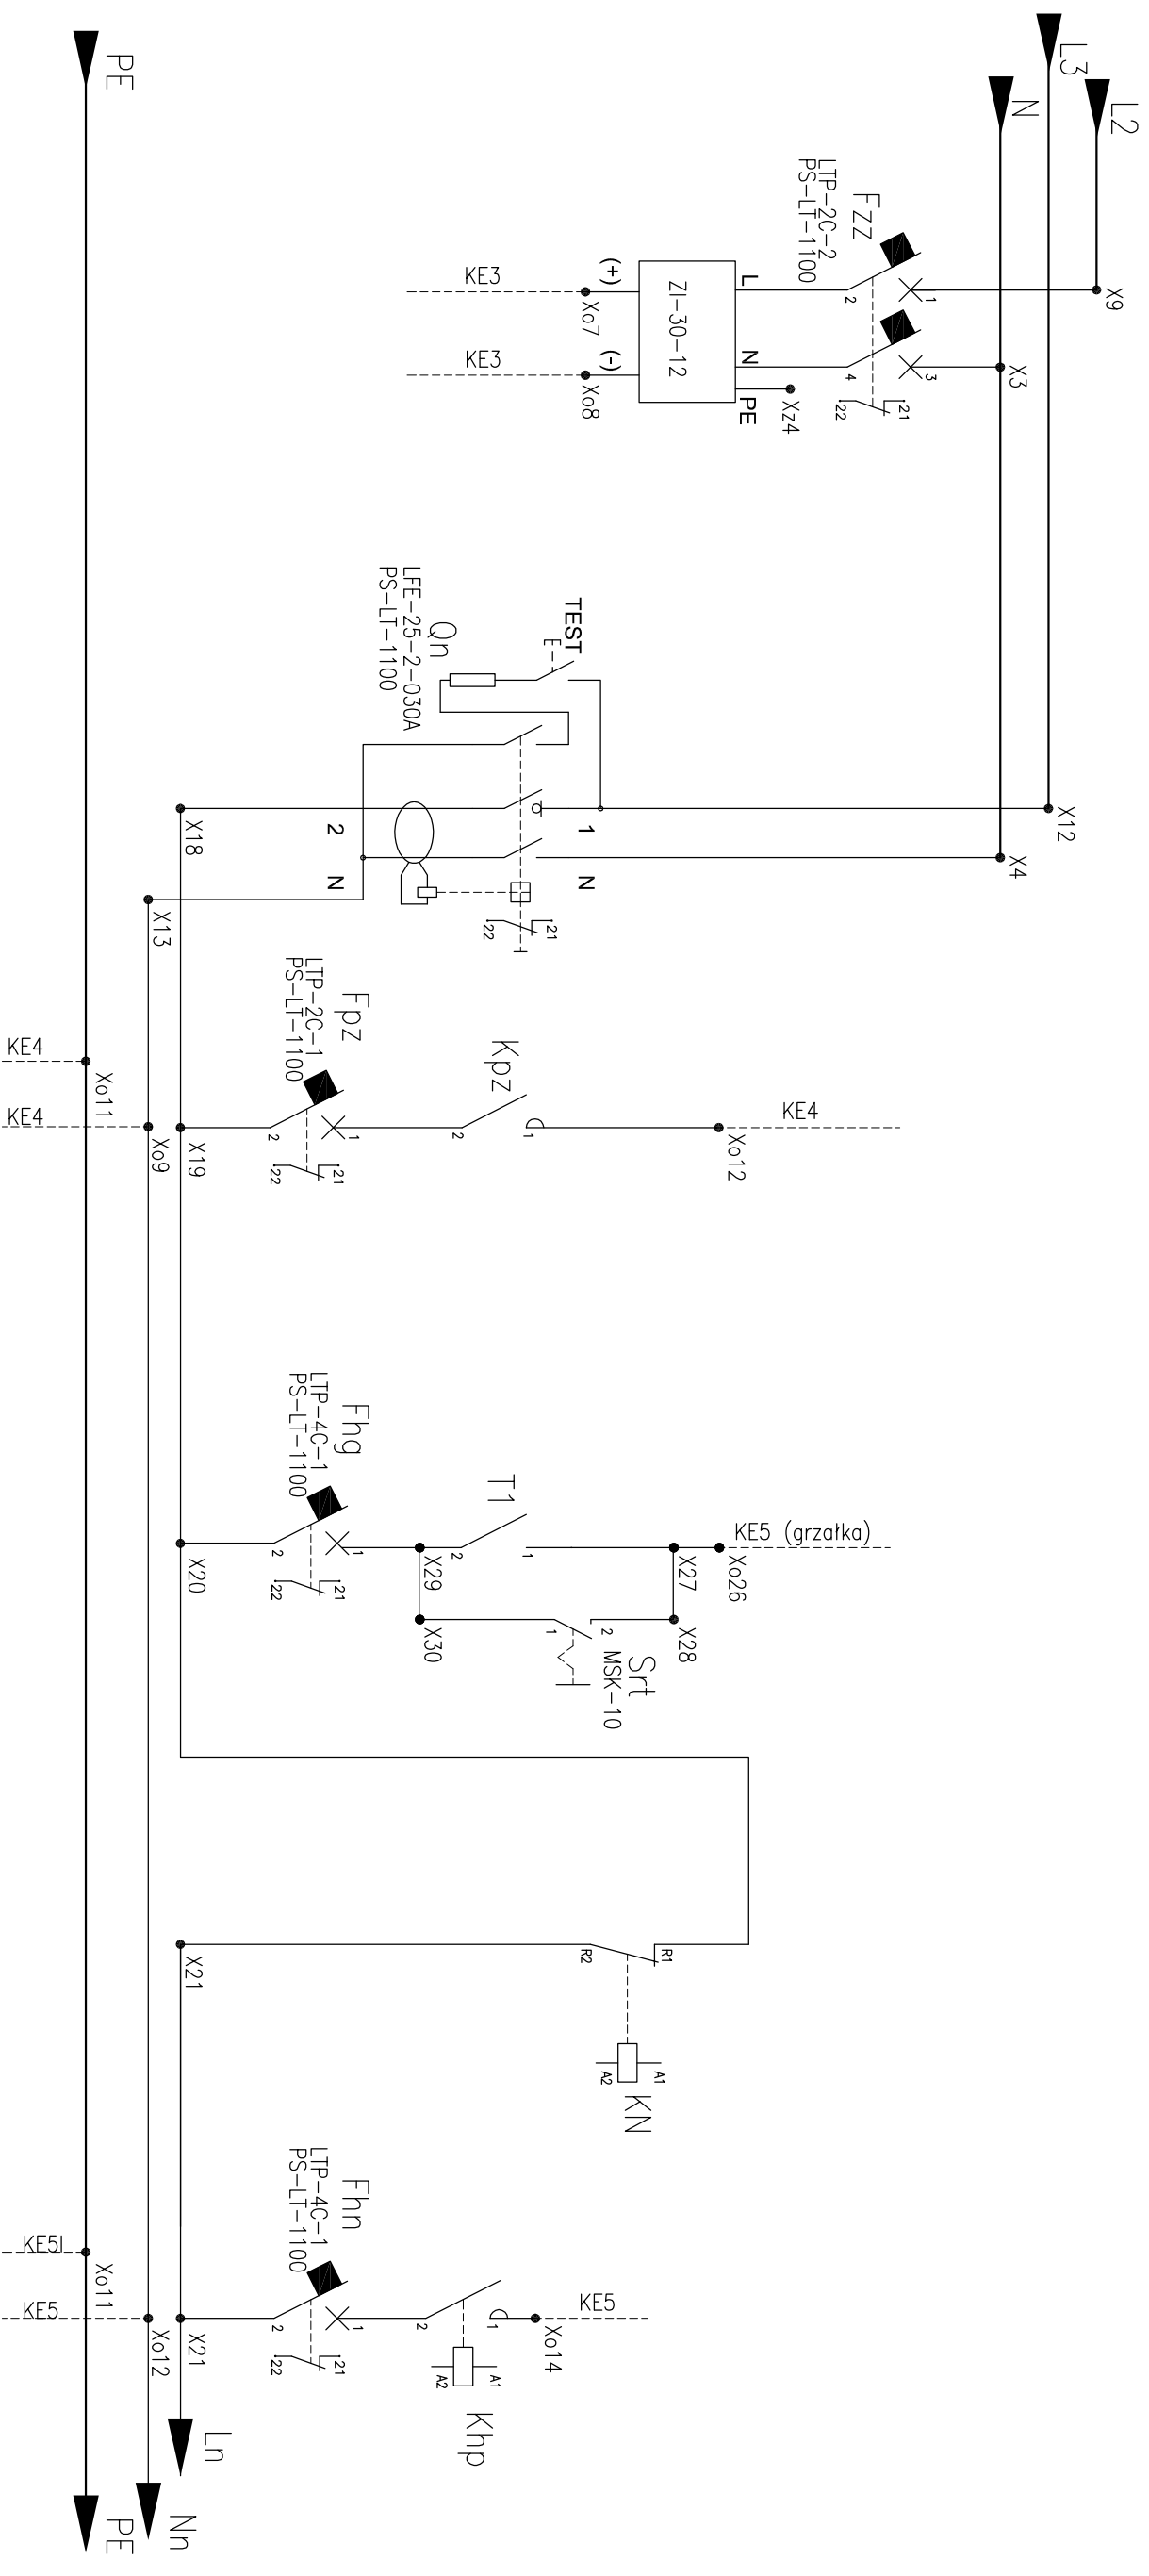 PE
L3
N
L2
Fzz
LTP-2C-2
PS-LT-1100
2
1
4
3
22
21
X9
X3
L
N
PE
ZI-30-12
Xz4
(+)
(-)
KE3
Xo7
KE3
Xo8
TEST
Qn
LFE-25-2-030A
PS-LT-1100
X12
X4
1
N
2
N
22
21
X18
X13
KE4
Xo11
KE4
Xo9
X19
Fpz
LTP-2C-1
PS-LT-1100
2
1
22
21
Kpz
2
1
Xo12
KE4
Fhg
LTP-4C-1
PS-LT-1100
X20
2
1
22
21
T1
X29
2
1
X27
Xo26
KE5 (grzałka)
X30
1
2
X28
Srt
MSK-10
X21
R2
R1
A2
A1
KN
Fhn
LTP-4C-1
PS-LT-1100
2
1
22
21
2
1
Xo14
KE5
A2
A1
Khp
KE5I
Xo11
KE5
Xo12
X21
Ln
Nn
PE